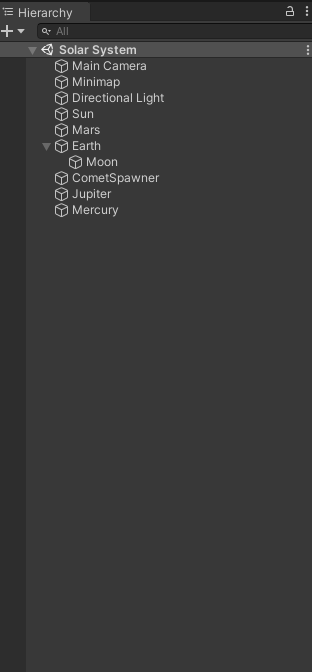 Hierarchy
All
Solar System
Main Camera
Minimap
Directional Light
Sun
Mars
Earth
Moon
CometSpawner
Jupiter
Mercury